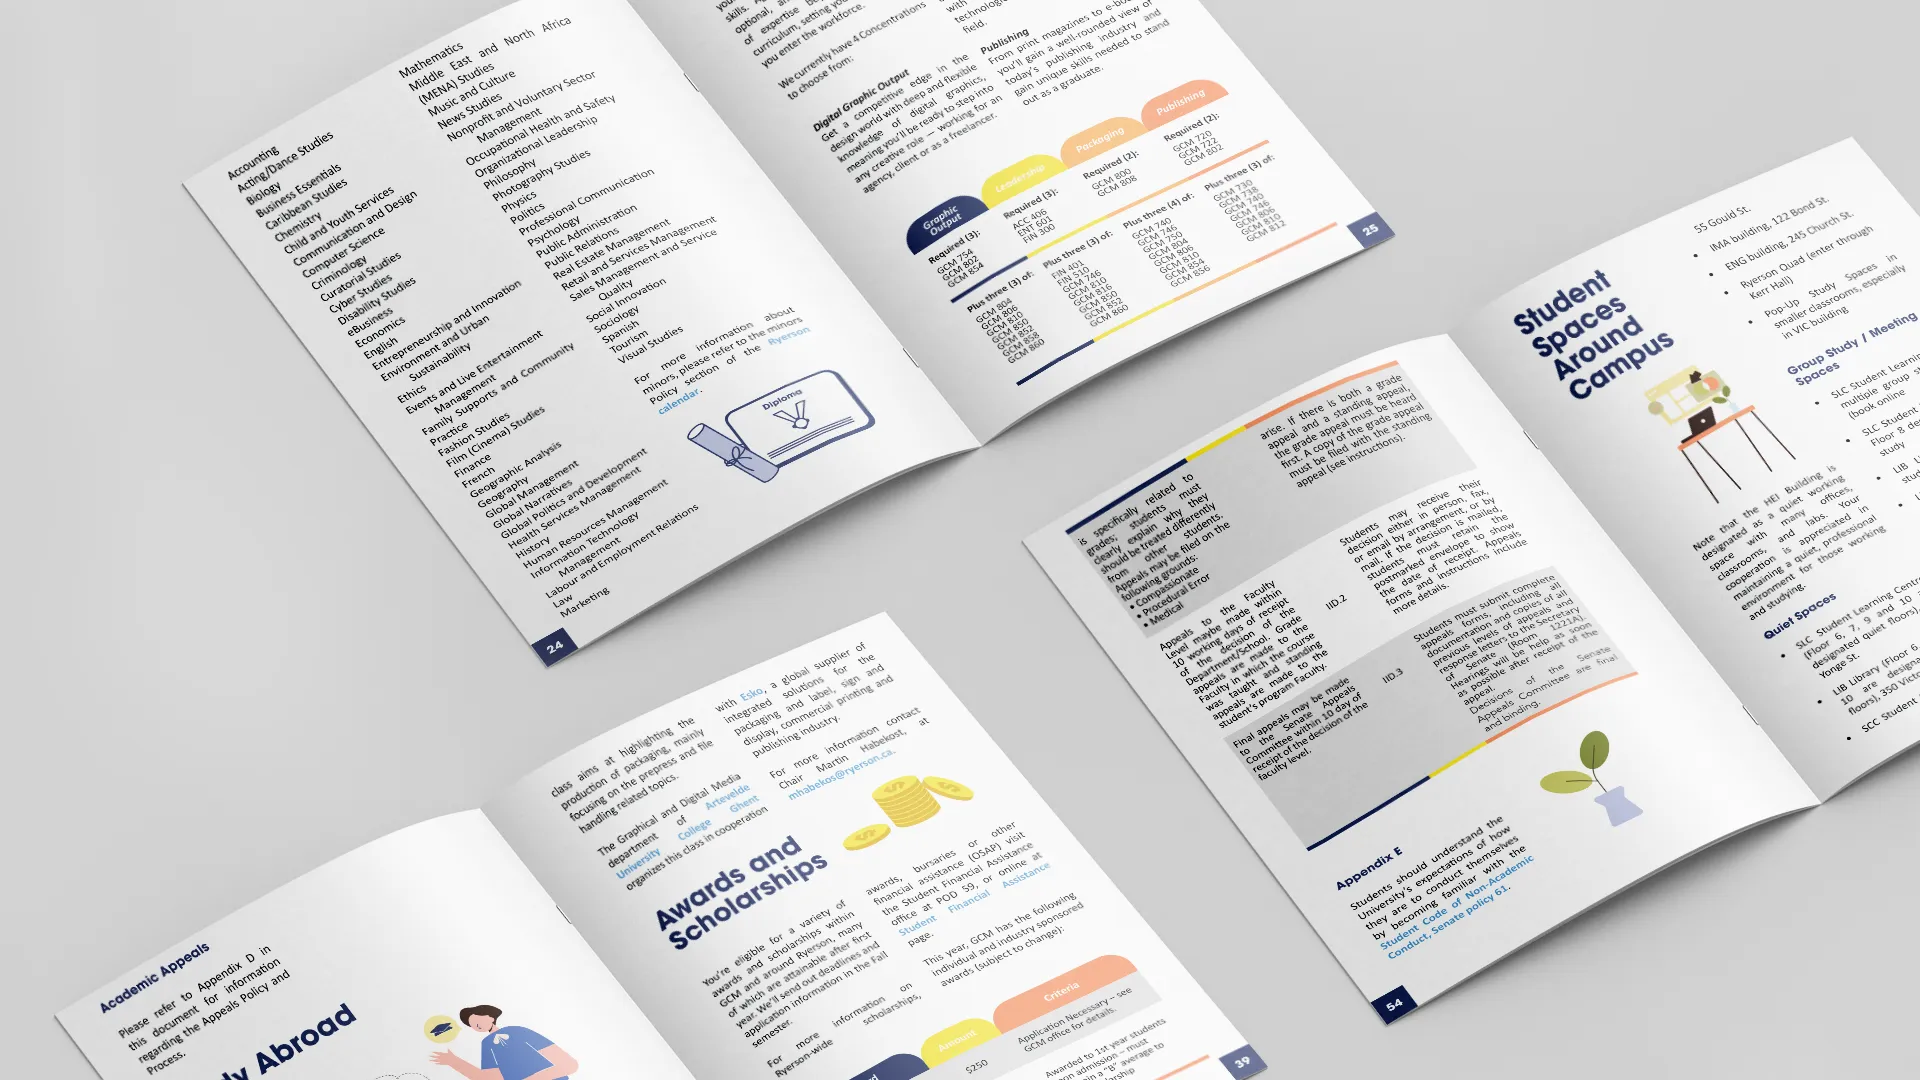 Accounting
Acting/Dance Studies
Biology
Business Essentials
Caribbean Studies
Chemistry
Child and Youth Services
Communication and Design
Computer Science
Criminology
Curatorial Studies
Cyber Studies
Disability Studies
eBusiness
Economics
English
Entrepreneurship and Innovation
Environment and Urban
Sustainability
Ethics
Events and Live Entertainment
Management
Family Supports and Community
Practice
Fashion Studies
Film (Cinema) Studies
Finance
French
Geographic Analysis
Geography
Global Management
Global Narratives
Global Politics and Development
Health Services Management
History
Human Resources Management
Information Technology
Management
Labour and Employment Relations
Law
Marketing
24
Mathematics
Middle East and North Africa
(MENA) Studies
Music and Culture
News Studies
Nonprofit and Voluntary Sector
Management
Occupational Health and Safety
Organizational Leadership
Philosophy
Photography Studies
Physics
Politics
Professional Communication
Psychology
Public Administration
Public Relations
Real Estate Management
Retail and Services Management
Sales Management and Service
Quality
Social Innovation
Sociology
Spanish
Tourism
Visual Studies
For more information about
minors, please refer to the minors
Policy section of the Ryerson
calendar.
Diploma
skills.
optional,
of expertise
curriculum, setting you
you enter the workforce.
We currently have 4 Concentrations
to choose from:
Digital Graphic Output
Get a competitive edge in the
design world with deep and flexible
knowledge of digital graphics,
meaning you'll be ready to step into
any creative role — working for an
agency, client or as a freelancer.
with
technolog
field.
Publishing
From print magazines to e-books
you'll gain a well-rounded view of
today's publishing industry and
gain unique skills needed to stand
out as a graduate.
Graphic
Output
Leadership
Packaging
Publishing
Required (3):
GCM 754
GCM 802
GCM 854
Required (3):
ACC 406
ENT 501
FIN 300
Required (2):
GCM 800
GCM 808
Required (2):
GCM 720
GCM 722
GCM 802
Plus three (3) of:
GCM 804
GCM 806
GCM 810
GCM 850
GCM 852
GCM 858
GCM 860
Plus three (3) of:
FIN 401
FIN 510
GCM 746
GCM 810
GCM 816
GCM 850
GCM 852
GCM 860
Plus three (4) of:
GCM 740
GCM 746
GCM 750
GCM 804
GCM 806
GCM 810
GCM 854
GCM 856
Plus three (3) of:
GCM 730
GCM 738
GCM 740
GCM 746
GCM 806
GCM 810
GCM 812
25
is specifically related to
grades; students must
clearly explain why they
should be treated differently
from other students.
Appeals may be filed on the
following grounds:
• Compassionate
• Procedural Error
• Medical
arise. If there is both a grade
appeal and a standing appeal,
the grade appeal must be heard
first. A copy of the grade appeal
must be filed with the standing
appeal (see instructions).
Appeals to the Faculty
Level maybe made within
10 working days of receipt
of the decision of the
Department/School. Grade
appeals are made to the
Faculty in which the course
was taught and standing
appeals are made to the
student's program Faculty.
IID.2
Students may receive their
decision either in person, fax,
or email by arrangement, or by
mail. If the decision is mailed,
students must retain the
postmarked envelope to show
the date of receipt. Appeals
forms and instructions include
more details.
Final appeals may be made
to the Senate Appeals
Committee within 10 day of
receipt of the decision of the
faculty level.
IID.3
Students must submit complete
appeals forms, including all
documentation and copies of all
previous levels of appeals and
response letters to the Secretary
of Senate (Room 1221A).
Hearings will be help as soon
as possible after receipt of the
appeal.
Decisions of the Senate
Appeals Committee are final
and binding.
Appendix E
Students should understand the
University's expectations of how
they are to conduct themselves
by becoming familiar with the
Student Code of Non-Academic
Conduct, Senate policy 61.
54
Student
Spaces
Around
Campus
Note that the HEI Building is
designated as a quiet working
space with many offices,
classrooms, and labs. Your
cooperation is appreciated in
maintaining a quiet, professional
environment for those working
and studying.
Quiet Spaces
• SLC Student Learning Centre
(Floor 6, 7, 9 and 10
designated quiet floors),
Yonge St.
• LIB Library (Floor 6
10 are designa
floors), 350 Victo
• SCC Student
55 Gould St.
• IMA building, 122 Bond St.
• ENG building, 245 Church St.
• Ryerson Quad (enter through
Kerr Hall)
• Pop-Up Study Spaces in
smaller classrooms, especially
in VIC building
Group Study / Meeting
Spaces
• SLC Student Learnin
multiple group st
(book online
• SLC Student
Floor 8 de
study
• LIB
stud
Academic Appeals
Please refer to Appendix D in
this document for information
regarding the Appeals Policy and
Process.
dy Abroad
class aims at highlighting the
production of packaging, mainly
focusing on the prepress and file
handling related topics.
The Graphical and Digital Media
department of Artevelde
University College Ghent
organizes this class in cooperation
with Esko, a global supplier of
integrated solutions for the
packaging and label, sign and
display, commercial printing and
publishing industry.
For more information contact
Chair Martin Habekost, at
mhabekos@ryerson.ca.
Awards and
Scholarships
You're eligible for a variety of
awards and scholarships within
GCM and around Ryerson, many
of which are attainable after first
year. We'll send out deadlines and
application information in the Fall
semester.
For more information on
Ryerson-wide scholarships,
awards, bursaries or other
financial assistance (OSAP) visit
the Student Financial Assistance
office at POD 59, or online at
Student Financial Assistance
page.
This year, GCM has the following
individual and industry sponsored
awards (subject to change):
Amount
Criteria
$250
Application Necessary – see
GCM office for details.
Awarded to 1st year students
on admission – must
a "B" average to
39